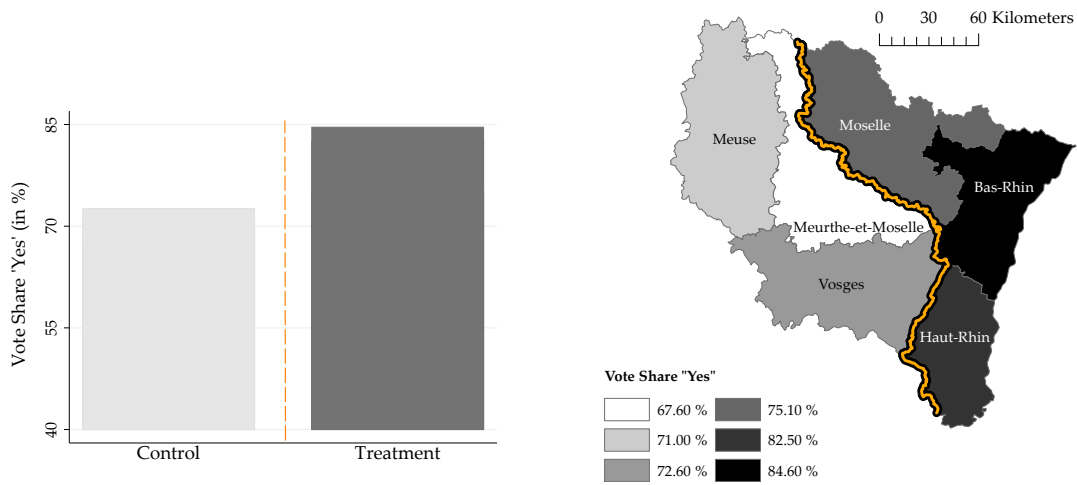 Vote Share 'Yes' (in %)
85
70
55
40
Control
Treatment
0 30 60 Kilometers
Meuse
Moselle
Bas-Rhin
Meurthe-et-Moselle
Vosges
Haut-Rhin
Vote Share "Yes"
67.60 % 75.10 %
71.00 % 82.50 %
72.60 % 84.60 %